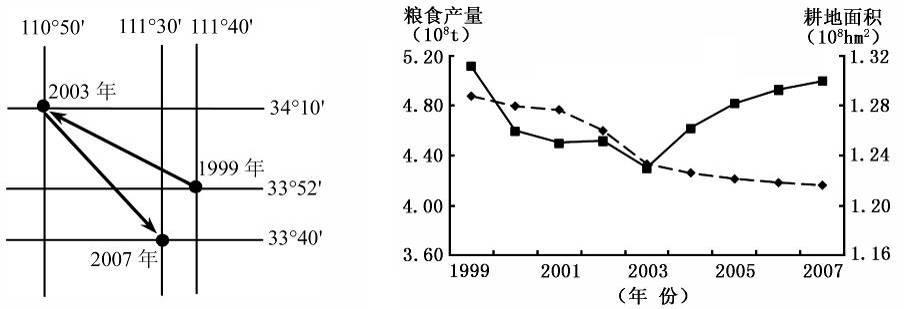 110°50' 111°30' 111°40'
2003 年
34°10'
1999 年
33°52'
33°40'
2007 年
粮食产量
(10⁸t)
耕地面积
(10⁸hm²)
5.20 1.32
4.80 1.28
4.40 1.24
4.00 1.20
3.60 1.16
1999 2001 2003 2005 2007
(年 份)